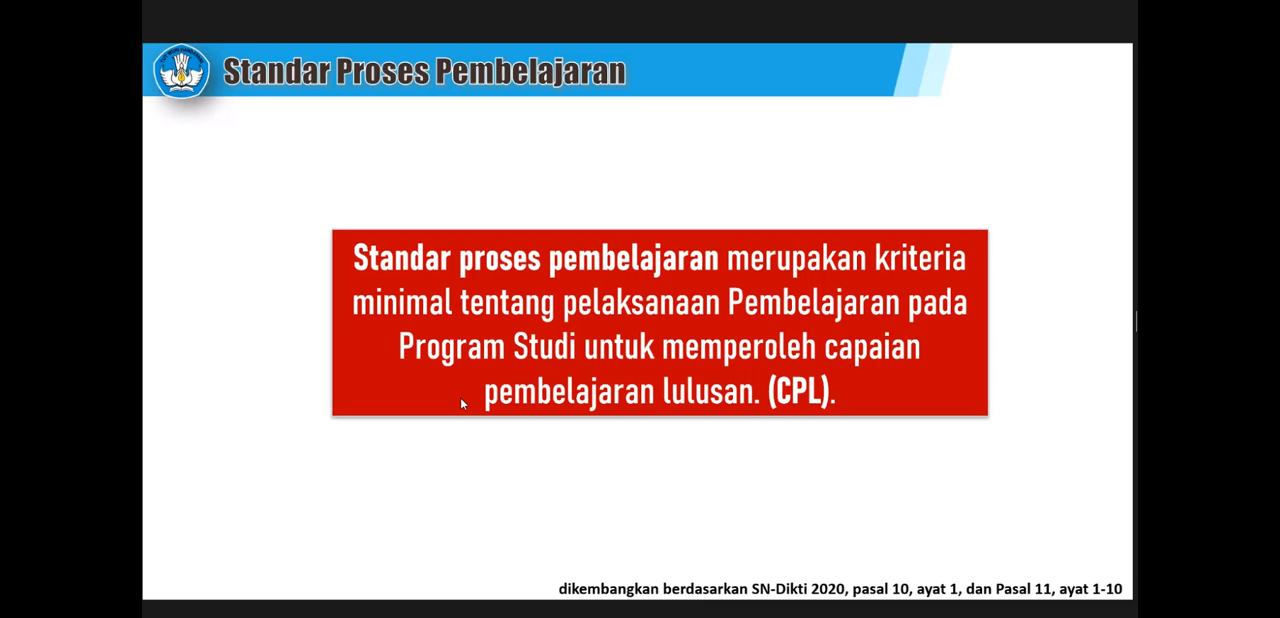 Standar Proses Pembelajaran
Standar proses pembelajaran merupakan kriteria
minimal tentang pelaksanaan Pembelajaran pada
Program Studi untuk memperoleh capaian
pembelajaran lulusan. (CPL).
dikembangkan berdasarkan SN-Dikti 2020, pasal 10, ayat 1, dan Pasal 11, ayat 1-10